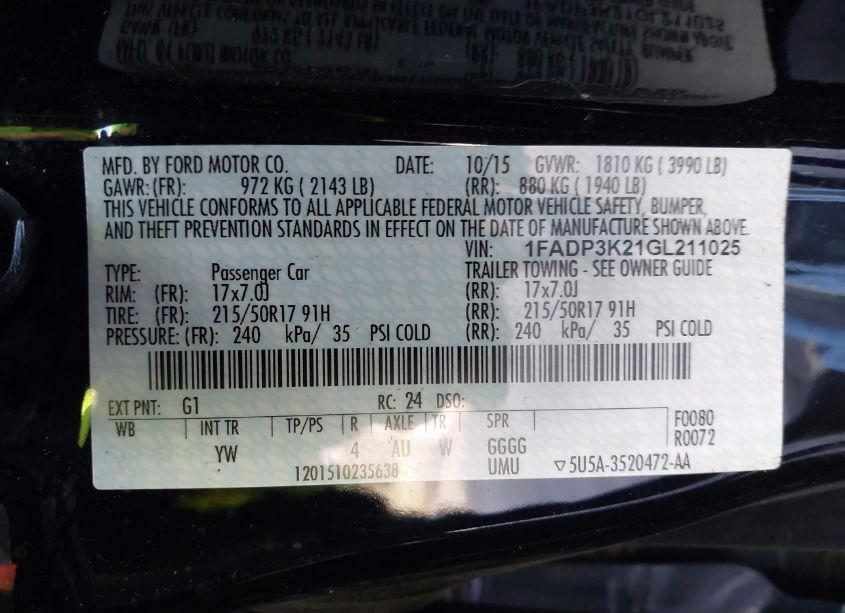 MFD. BY FORD MOTOR CO. DATE: 10/15 GVWR: 1810 KG ( 3990 LB)
GAWR:(FR): 972 KG ( 2143 LB) (RR): 880 KG ( 1940 LB)
THIS VEHICLE CONFORMS TO ALL APPLICABLE FEDERAL MOTOR VEHICLE SAFETY, BUMPER,
AND THEFT PREVENTION STANDARDS IN EFFECT ON THE DATE OF MANUFACTURE SHOWN ABOVE.
VIN: 1FADP3K21GL211025
TYPE: Passenger Car TRAILER TOWING - SEE OWNER GUIDE
RIM: (FR): 17x7.0J (RR): 17x7.0J
TIRE: (FR): 215/50R17 91H (RR): 215/50R17 91H
PRESSURE: (FR): 240 kPa/ 35 PSI COLD (RR): 240 kPa/ 35 PSI COLD
EXT PNT: G1 RC: 24 DSO:
WB INT TR TP/PS R AXLE TR SPR F0080
YW 4 AU W GGGG R0072
1201510235638 UMU ▽5U5A-3520472-AA